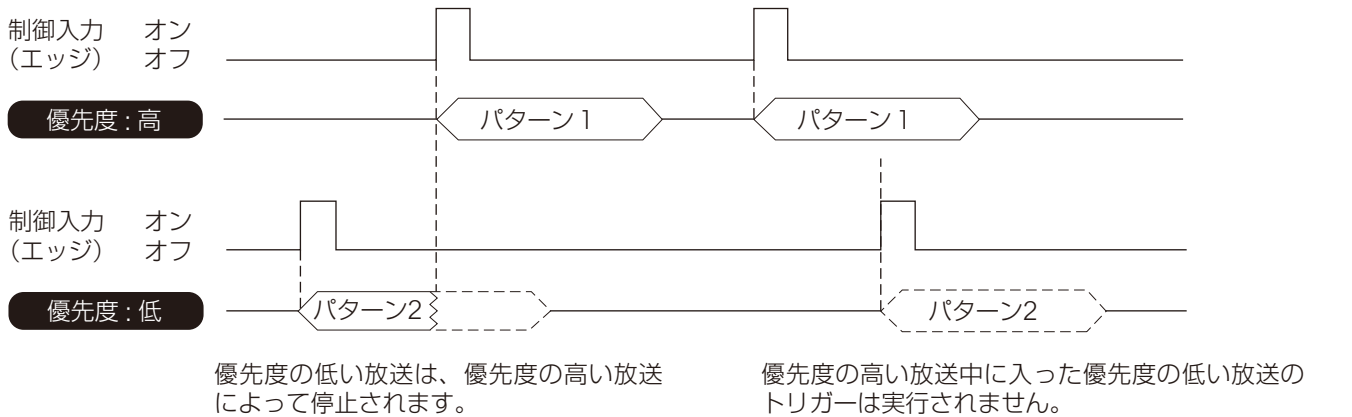 制御入力 オン
（エッジ） オフ
優先度 : 高
パターン1
パターン1
制御入力 オン
（エッジ） オフ
優先度 : 低
パターン2
パターン2
優先度の低い放送は、優先度の高い放送
によって停止されます。
優先度の高い放送中に入った優先度の低い放送の
トリガーは実行されません。